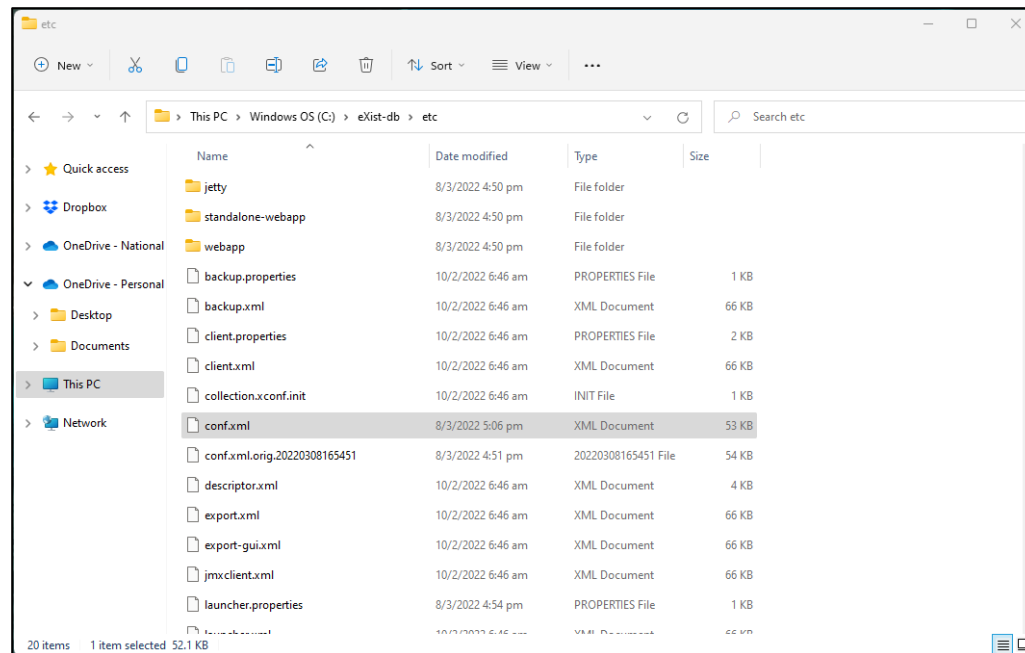 etc
New
Sort
View
This PC > Windows OS (C:) > eXist-db > etc
Search etc
Quick access
Dropbox
OneDrive - National
OneDrive - Personal
Desktop
Documents
This PC
Network
Name Date modified Type Size
jetty 8/3/2022 4:50 pm File folder
standalone-webapp 8/3/2022 4:50 pm File folder
webapp 8/3/2022 4:50 pm File folder
backup.properties 10/2/2022 6:46 am PROPERTIES File 1 KB
backup.xml 10/2/2022 6:46 am XML Document 66 KB
client.properties 10/2/2022 6:46 am PROPERTIES File 2 KB
client.xml 10/2/2022 6:46 am XML Document 66 KB
collection.xconf.init 10/2/2022 6:46 am INIT File 1 KB
conf.xml 8/3/2022 5:06 pm XML Document 53 KB
conf.xml.orig.20220308165451 8/3/2022 4:51 pm 20220308165451 File 54 KB
descriptor.xml 10/2/2022 6:46 am XML Document 4 KB
export.xml 10/2/2022 6:46 am XML Document 66 KB
export-gui.xml 10/2/2022 6:46 am XML Document 66 KB
jmxclient.xml 10/2/2022 6:46 am XML Document 66 KB
launcher.properties 8/3/2022 4:54 pm PROPERTIES File 1 KB
20 items 1 item selected 52.1 KB